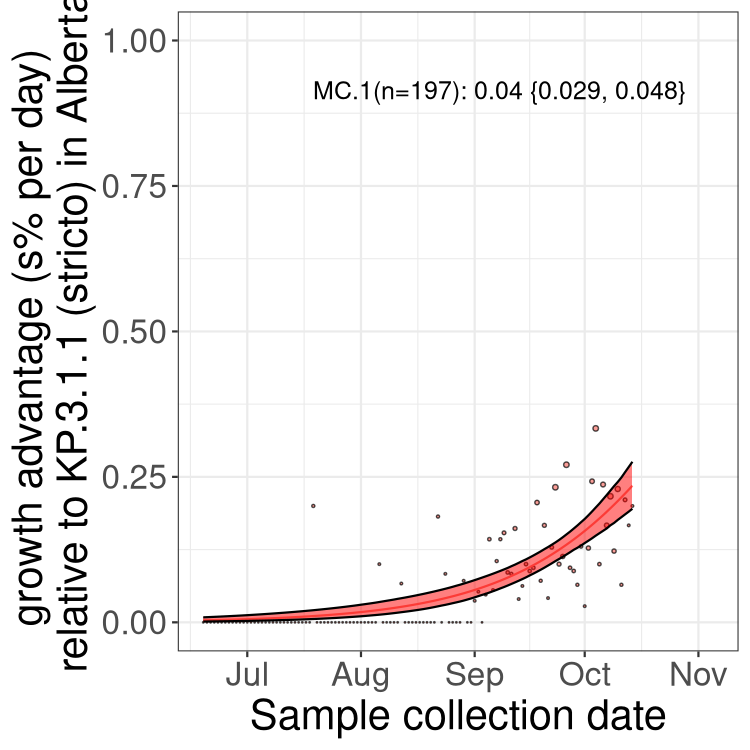 growth advantage (s% per day)
relative to KP.3.1.1 (stricto) in Alberta
1.00
0.75
0.50
0.25
0.00
MC.1(n=197): 0.04 {0.029, 0.048}
Jul Aug Sep Oct Nov
Sample collection date